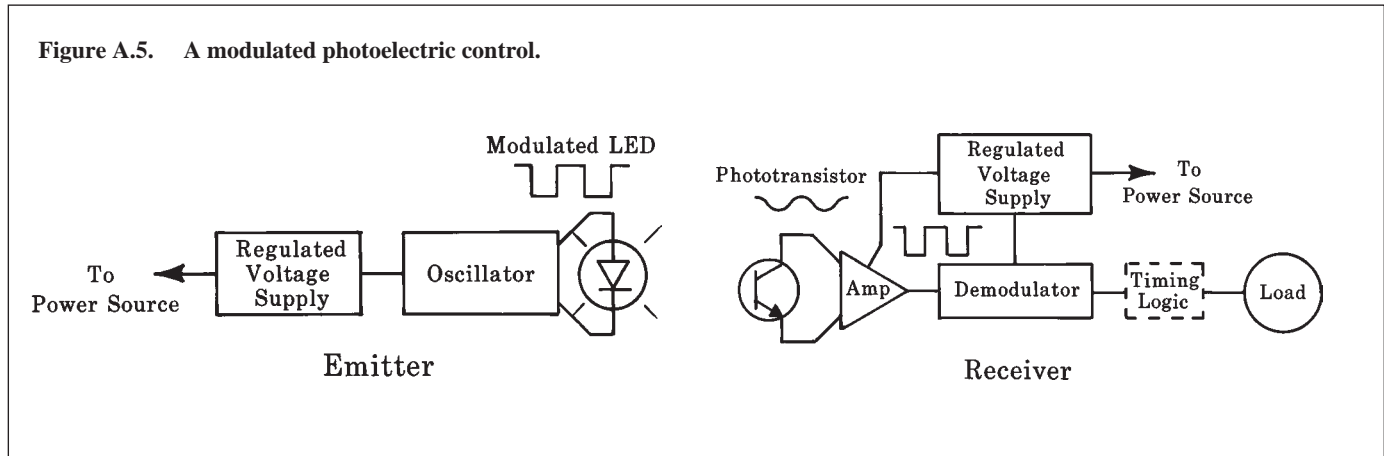 Figure A.5. A modulated photoelectric control.
Modulated LED
Regulated
Voltage
Supply
Oscillator
To
Power Source
Emitter
Phototransistor
Regulated
Voltage
Supply
To
Power Source
Amp
Demodulator
Timing
Logic
Load
Receiver